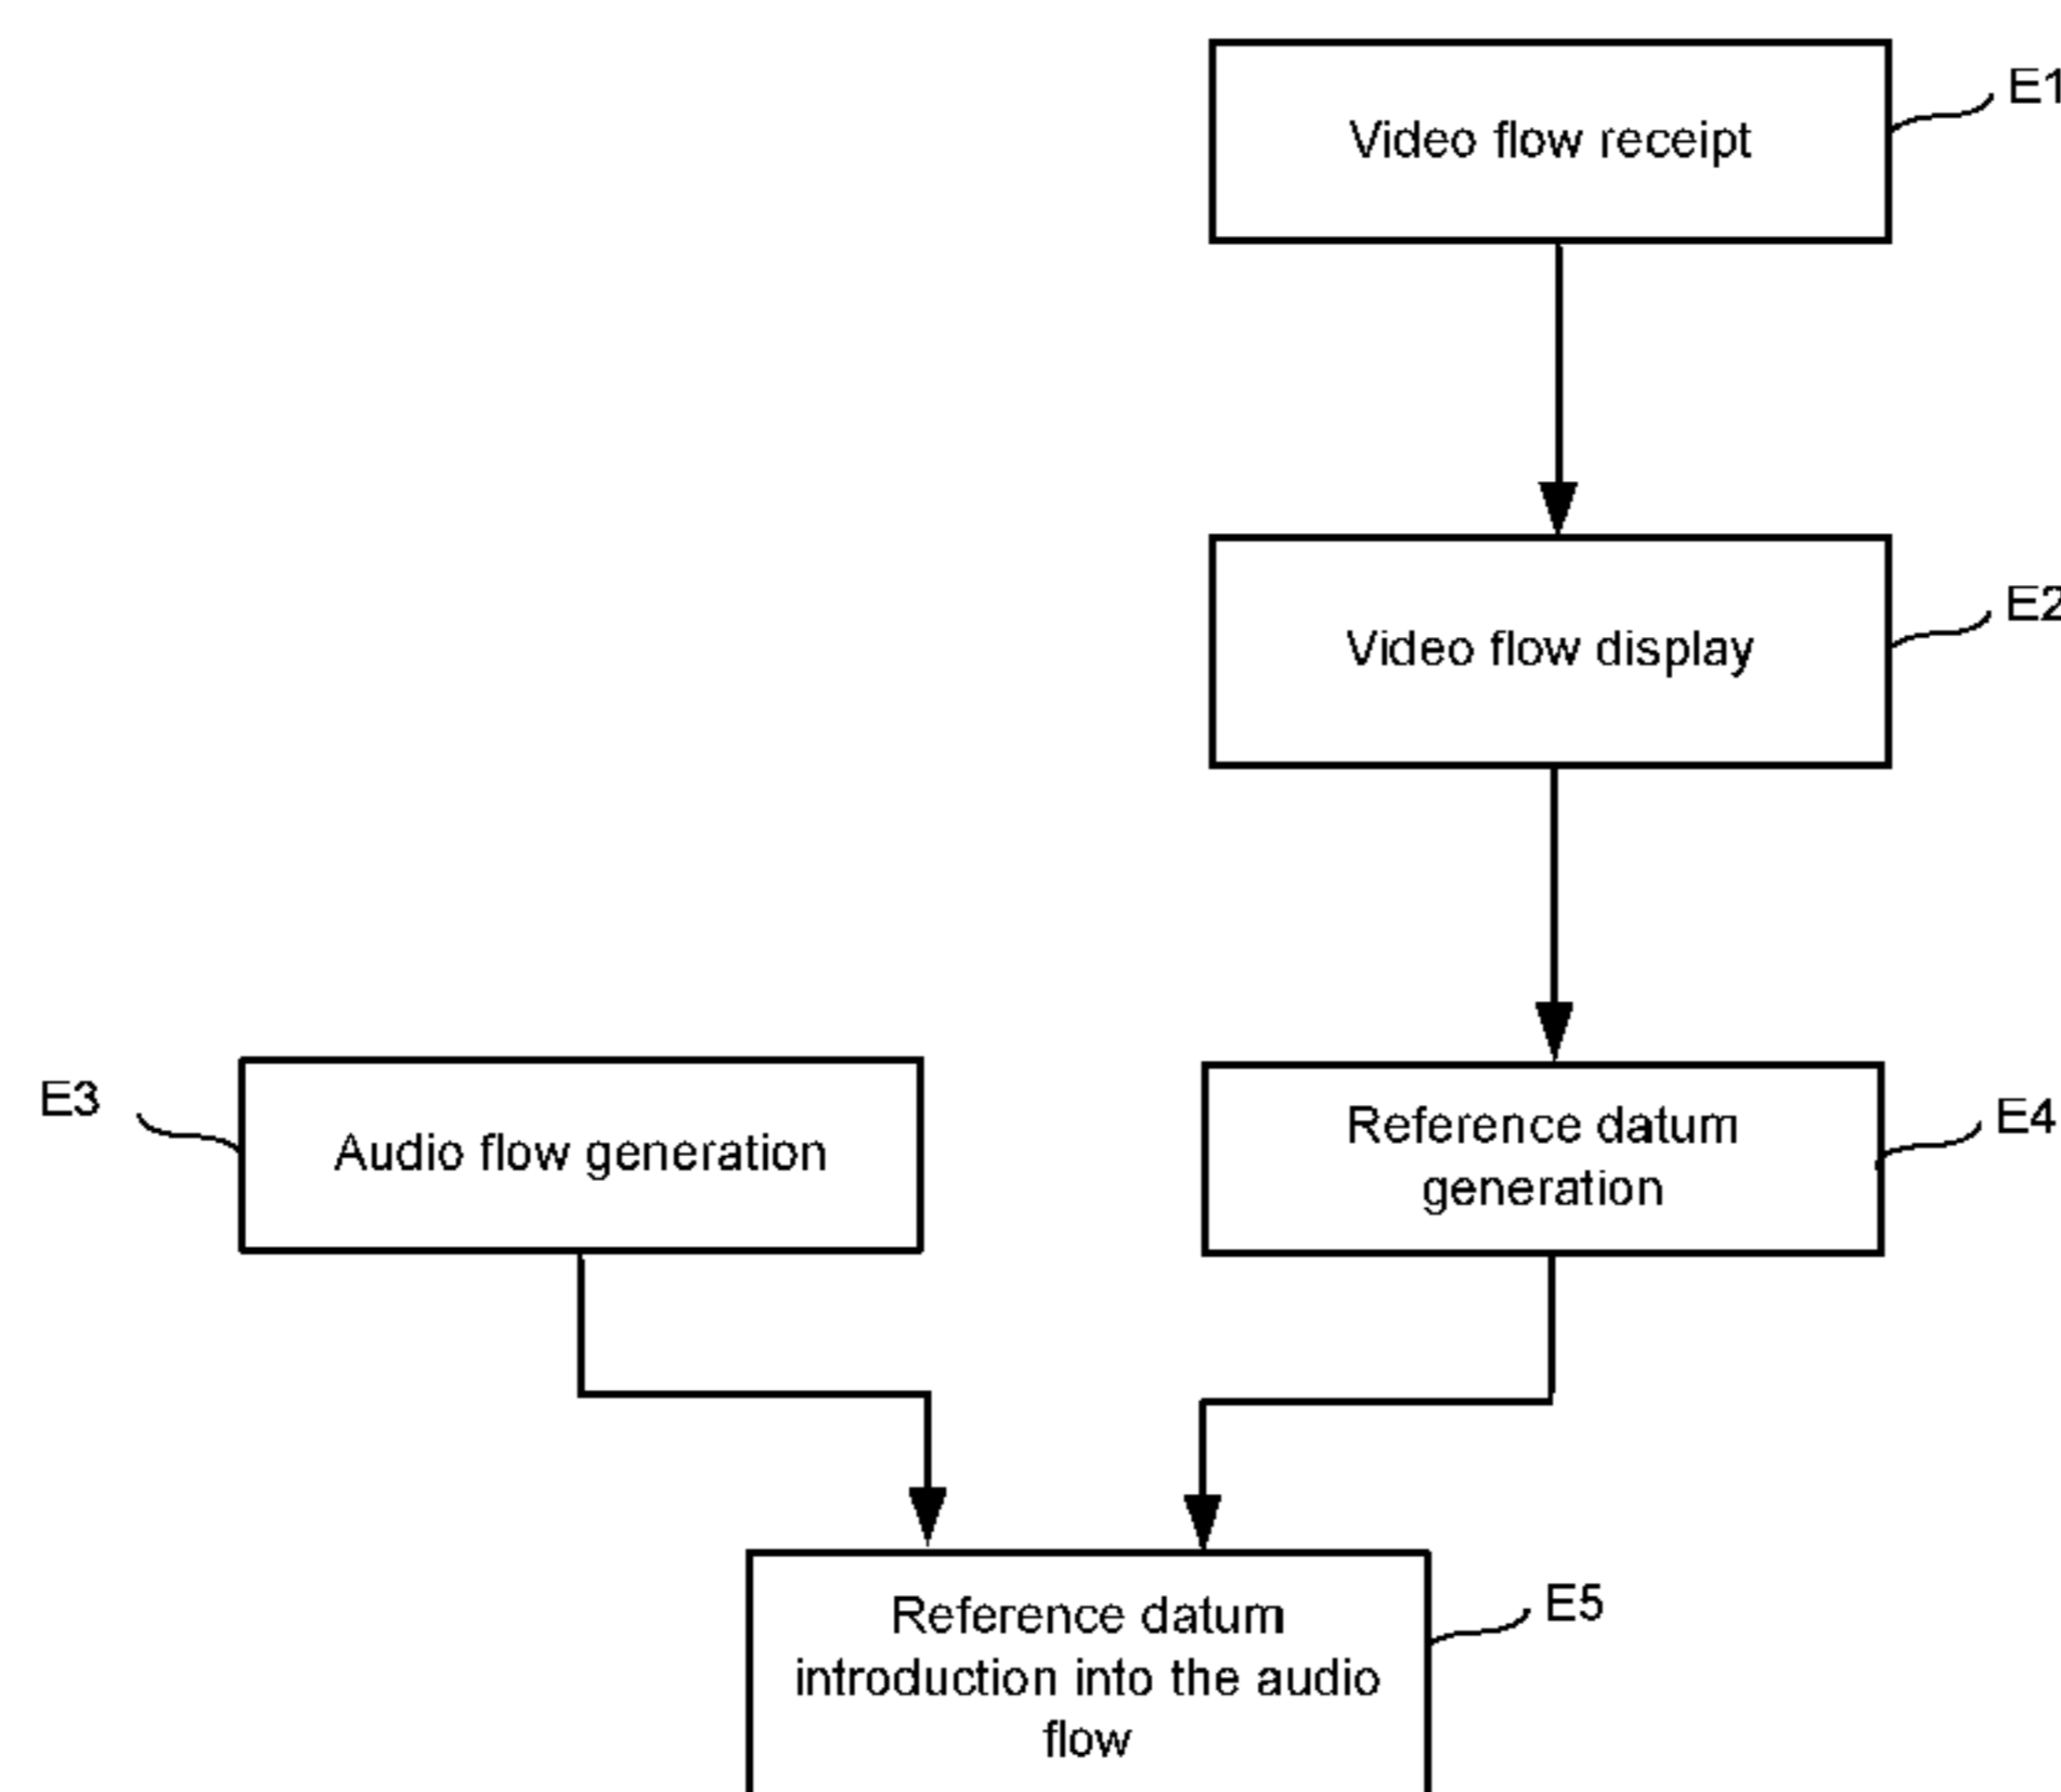 Video flow receipt
E1
Video flow display
E2
E3
Audio flow generation
Reference datum
generation
E4
Reference datum
introduction into the audio
flow
E5